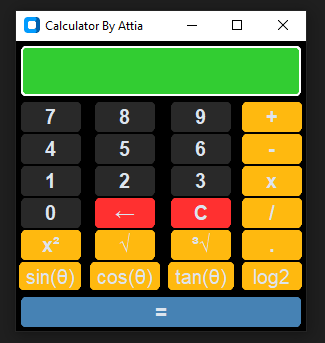 Calculator By Attia
7 8 9 +
4 5 6 -
1 2 3 x
0 ← C /
x² √ ³√ .
sin(θ) cos(θ) tan(θ) log2
=